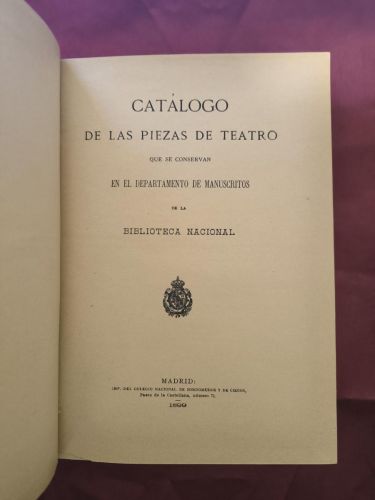 CATÁLOGO
DE LAS PIEZAS DE TEATRO
QUE SE CONSERVAN
EN EL DEPARTAMENTO DE MANUSCRITOS
DE LA
BIBLIOTECA NACIONAL
MADRID:
IMP. DEL COLEGIO NACIONAL DE SORDOMUDOS Y DE CIEGOS,
Paseo de la Castellana, número 71.
1899